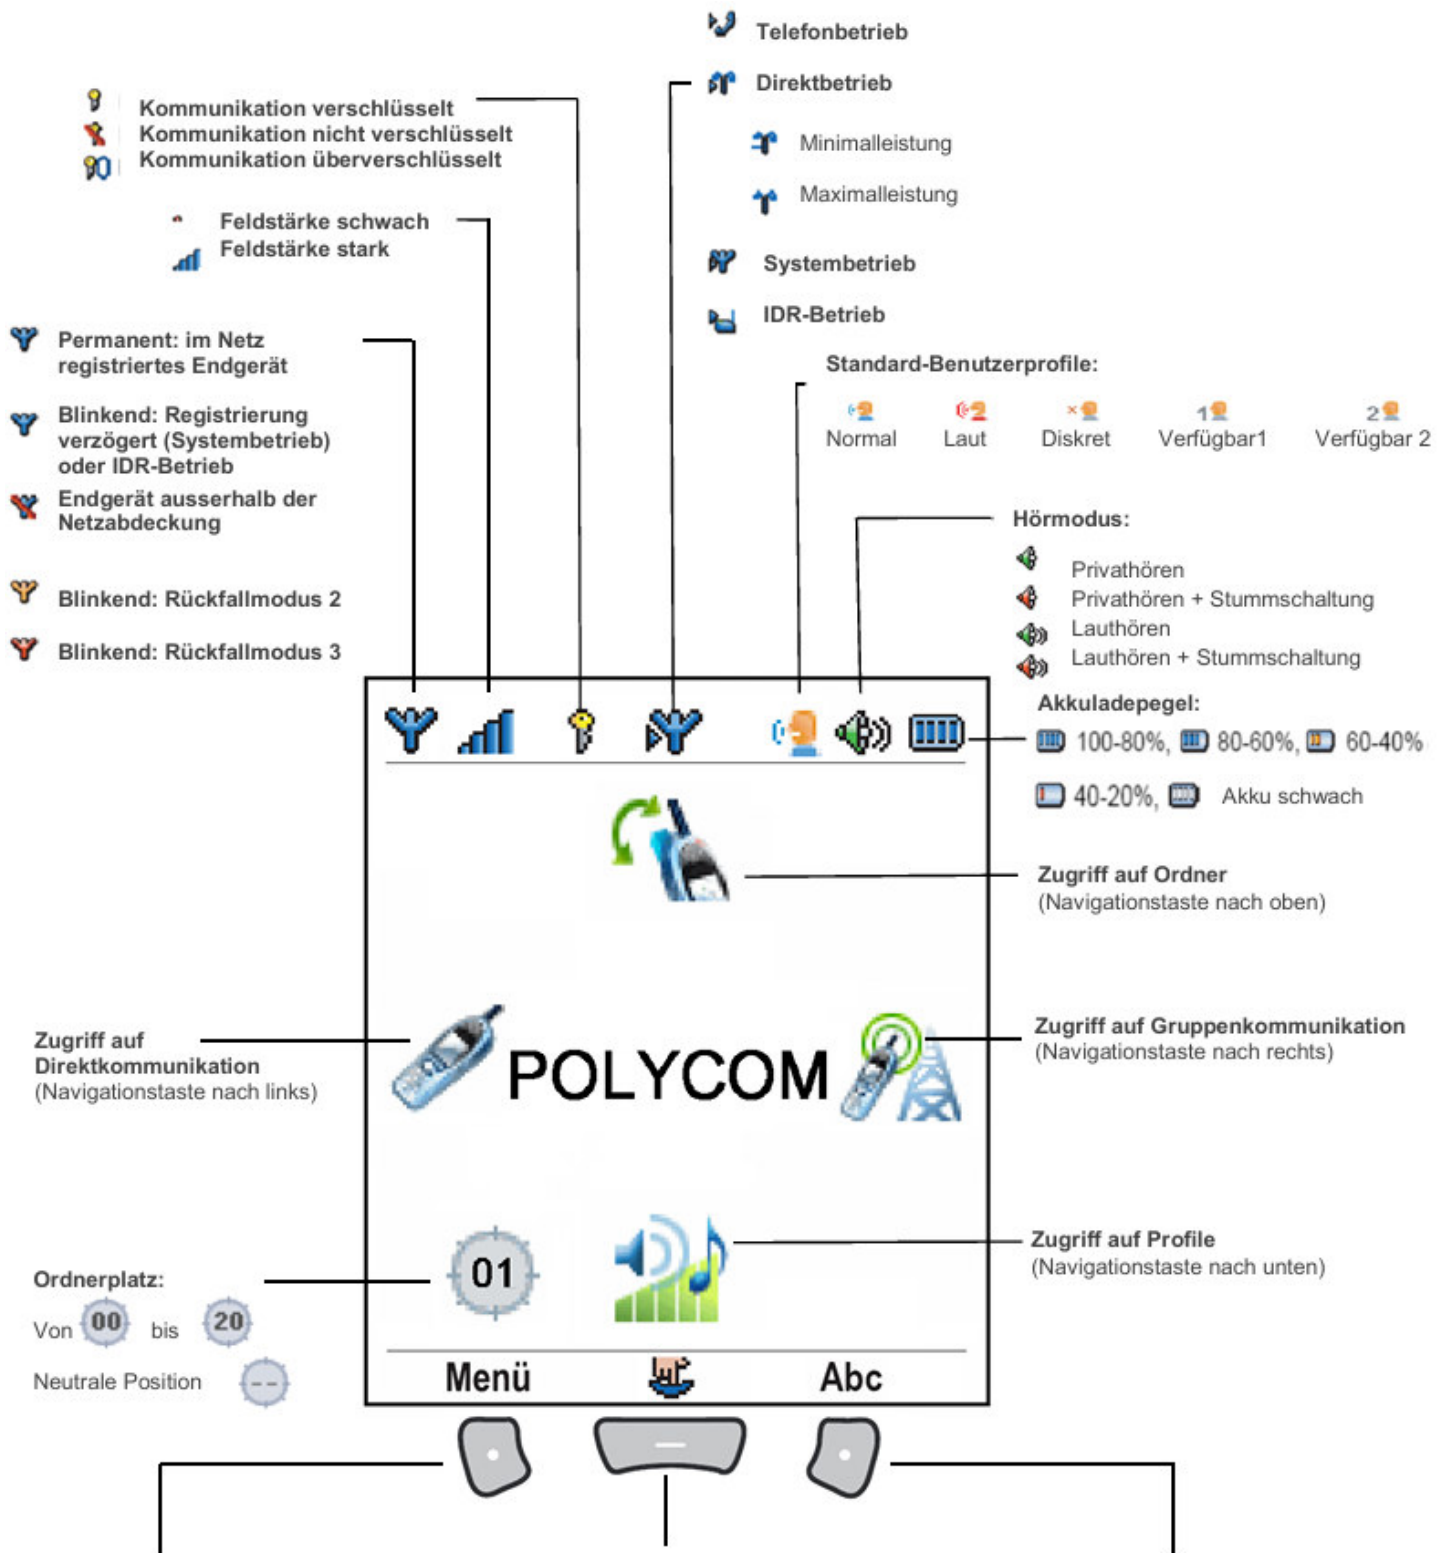 Telefonbetrieb
Direktbetrieb
Minimalleistung
Maximalleistung
Systembetrieb
IDR-Betrieb
Kommunikation verschlüsselt
Kommunikation nicht verschlüsselt
Kommunikation überverschlüsselt
Feldstärke schwach
Feldstärke stark
Permanent: im Netz
registriertes Endgerät
Blinkend: Registrierung
verzögert (Systembetrieb)
oder IDR-Betrieb
Endgerät ausserhalb der
Netzabdeckung
Blinkend: Rückfallmodus 2
Blinkend: Rückfallmodus 3
Standard-Benutzerprofile:
1 2
Normal Laut Diskret Verfügbar1 Verfügbar 2
Hörmodus:
Privathören
Privathören + Stummschaltung
Lauthören
Lauthören + Stummschaltung
Akkuladepegel:
100-80%, 80-60%, 60-40%
40-20%, Akku schwach
Zugriff auf Ordner
(Navigationstaste nach oben)
Zugriff auf
Direktkommunikation
(Navigationstaste nach links)
POLYCOM
Zugriff auf Gruppenkommunikation
(Navigationstaste nach rechts)
Zugriff auf Profile
(Navigationstaste nach unten)
Ordnerplatz:
Von 00 bis 20
Neutrale Position --
01
Menü Abc